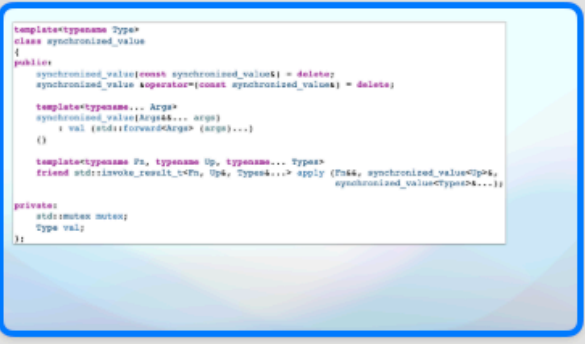 template<typename Type>
class synchronized_value
{
public:
    synchronized_value(const synchronized_value&) = delete;
    synchronized_value &operator=(const synchronized_value&) = delete;

    template<typename... Args>
    synchronized_value(Args&&... args)
        : val (std::forward<Args> (args)...)
    {}

    template<typename Fn, typename Up, typename... Types>
    friend std::invoke_result_t<Fn, Up&, Types&...> apply (Fn&&, synchronized_value<Up>&,
                                                           synchronized_value<Types>&...);

private:
    std::mutex mutex;
    Type val;
};